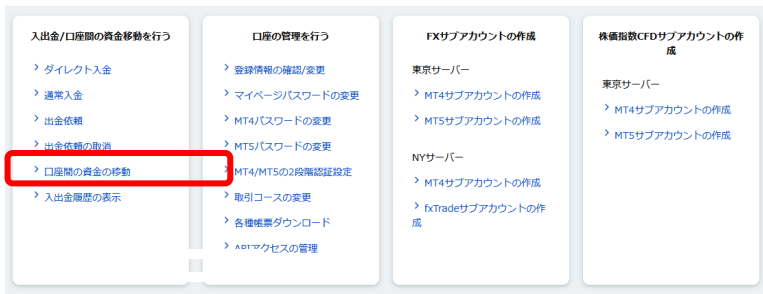 入出金/口座間の資金移動を行う
ダイレクト入金
通常入金
出金依頼
出金依頼の取消
口座間の資金の移動
入出金履歴の表示
口座の管理を行う
登録情報の確認/変更
マイページパスワードの変更
MT4パスワードの変更
MT5パスワードの変更
MT4/MT5の2段階認証設定
取引コースの変更
各種帳票ダウンロード
APIアクセスの管理
FXサブアカウントの作成
東京サーバー
MT4サブアカウントの作成
MT5サブアカウントの作成
NYサーバー
MT4サブアカウントの作成
fxTradeサブアカウントの作
成
株価指数CFDサブアカウントの作
成
東京サーバー
MT4サブアカウントの作成
MT5サブアカウントの作成